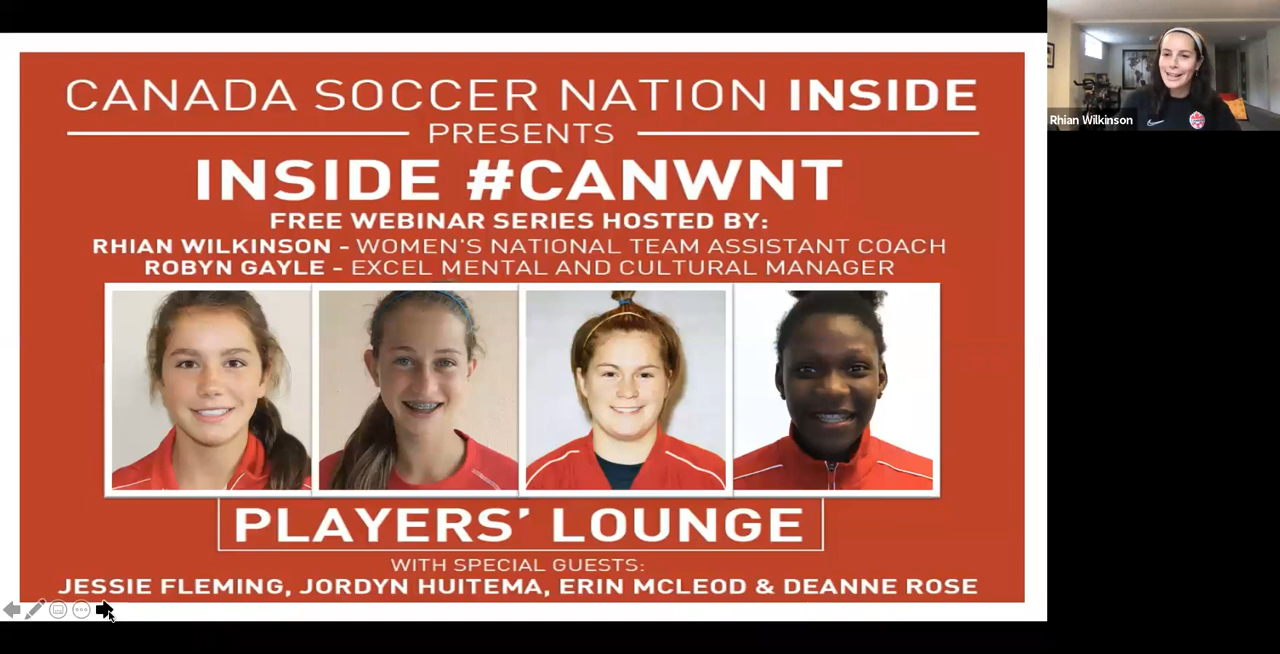 CANADA SOCCER NATION INSIDE
PRESENTS
INSIDE #CANWNT
FREE WEBINAR SERIES HOSTED BY:
RHIAN WILKINSON - WOMEN'S NATIONAL TEAM ASSISTANT COACH
ROBYN GAYLE - EXCEL MENTAL AND CULTURAL MANAGER
PLAYERS' LOUNGE
WITH SPECIAL GUESTS:
JESSIE FLEMING, JORDYN HUITEMA, ERIN MCLEOD & DEANNE ROSE
Rhian Wilkinson